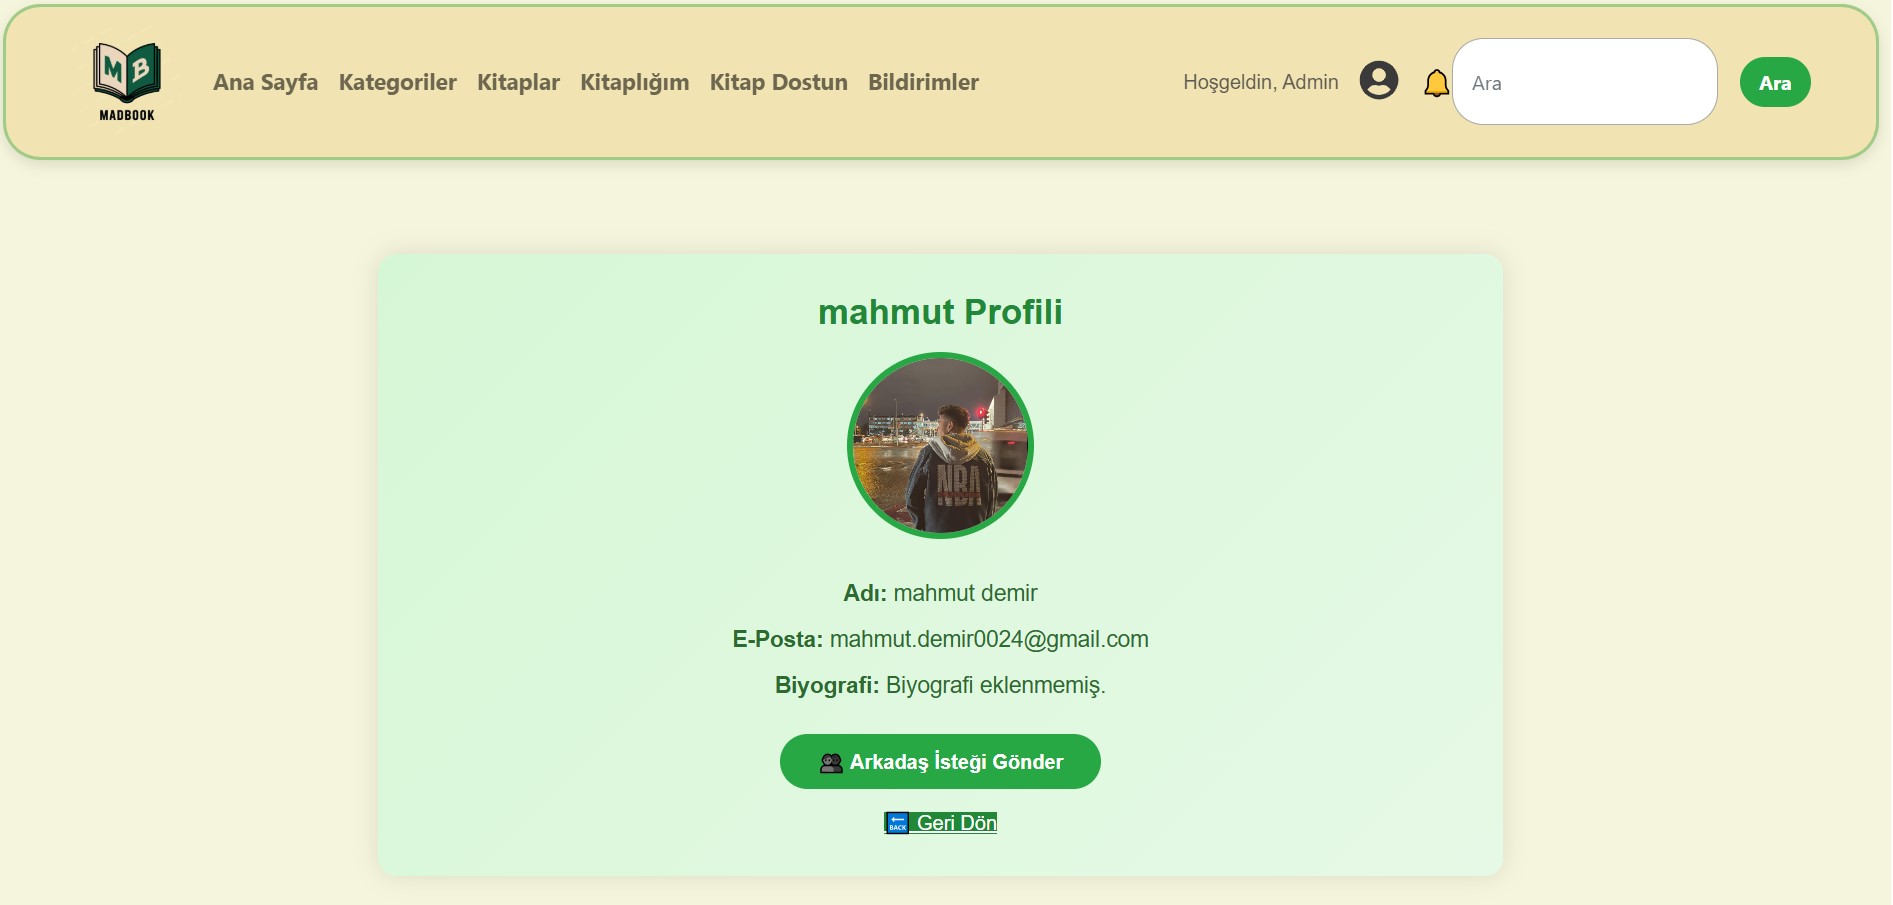 M B
MADBOOK
Ana Sayfa Kategoriler Kitaplar Kitaplığım Kitap Dostun Bildirimler Hoşgeldin, Admin Ara Ara
mahmut Profili
NBA
Adı: mahmut demir
E-Posta: mahmut.demir0024@gmail.com
Biyografi: Biyografi eklenmemiş.
Arkadaş İsteği Gönder
BACK Geri Dön